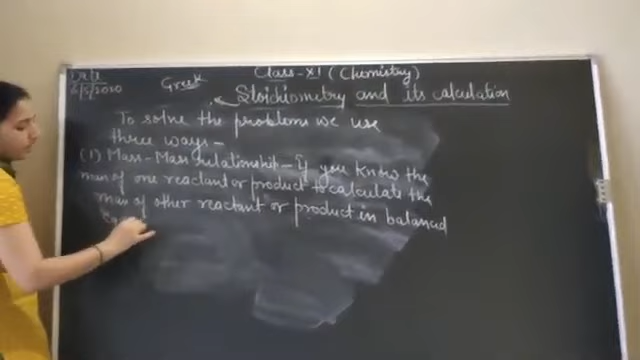 Date
Class-XI (Chemistry)
2020
Greek
Stoichiometry and its calculation
To solve the problems we use
three ways -
(1) Mass-Mass relationship - If you know the
mass of one reactant or product to calculate the
mass of other reactant or product in balanced